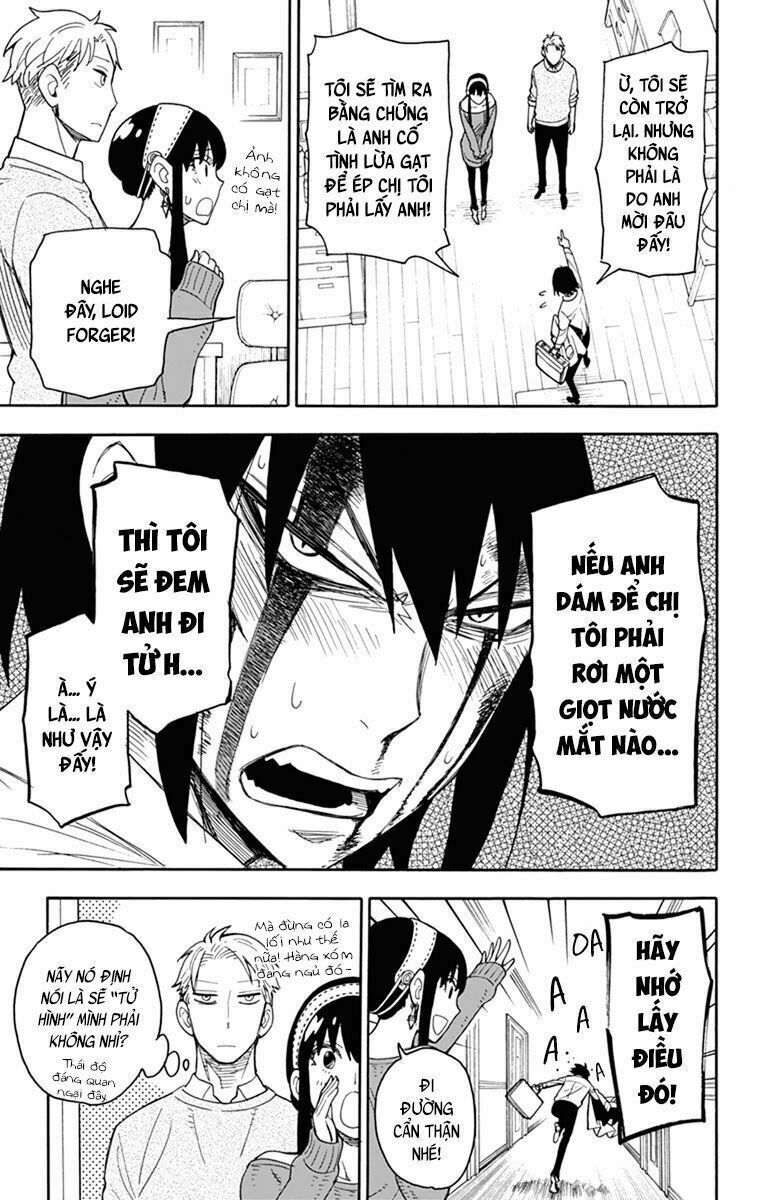 Ừ, TÔI SẼ
CÒN TRỞ
LẠI. NHƯNG
KHÔNG
PHẢI LÀ
DO ANH
MỜI ĐÂU
ĐẤY!
TÔI SẼ TÌM RA
BẰNG CHỨNG
LÀ ANH CỐ
TÌNH LỪA GẠT
ĐỂ ÉP CHỊ TÔI
PHẢI LẤY ANH!
Ảnh
không
có gạt
chị mà!
NGHE
ĐÂY, LOID
FORGER!
NẾU ANH
DÁM ĐỂ CHỊ
TÔI PHẢI
RƠI MỘT
GIỌT NƯỚC
MẮT NÀO...
THÌ TÔI
SẼ ĐEM
ANH ĐI
TỬ H...
À... Ý
LÀ... LÀ
NHƯ VẬY
ĐẤY!
HÃY
NHỚ
LẤY
ĐIỀU
ĐÓ!
OA
A
A
A
ĐI
ĐƯỜNG
CẨN THẬN
NHÉ!
Mà đừng có la
lối như thế
nữa! Hàng xóm
đang ngủ đó~
NÃY NÓ ĐỊNH
NÓI LÀ SẼ "TỬ
HÌNH" MÌNH PHẢI
KHÔNG NHỈ?
Thái độ
đáng quan
ngại đây.